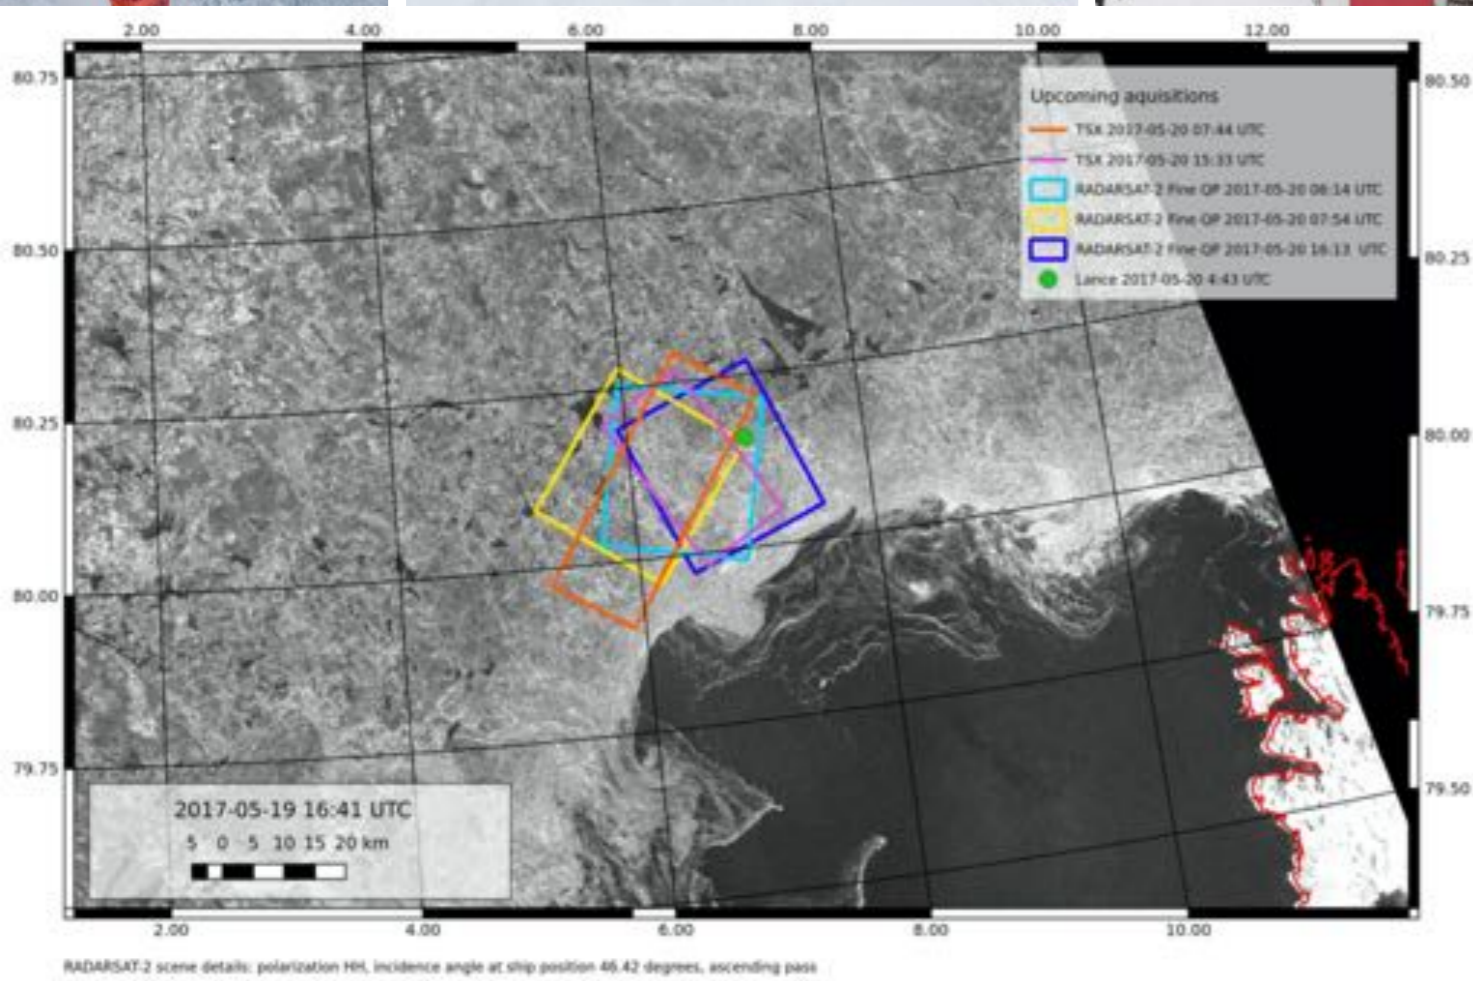 2.00 4.00 6.00 8.00 10.00 12.00
80.75
80.50
80.25
80.00
79.75
80.50
80.25
80.00
79.75
79.50
Upcoming aquisitions
TSX 2017-05-20 07:44 UTC
TSX 2017-05-20 15:33 UTC
RADARSAT-2 Fine QP 2017-05-20 06:14 UTC
RADARSAT-2 Fine QP 2017-05-20 07:54 UTC
RADARSAT-2 Fine QP 2017-05-20 16:13 UTC
Lance 2017-05-20 4:43 UTC
2017-05-19 16:41 UTC
5 0 5 10 15 20 km
2.00 4.00 6.00 8.00 10.00
RADARSAT-2 scene details: polarization HH, incidence angle at ship position 46.42 degrees, ascending pass